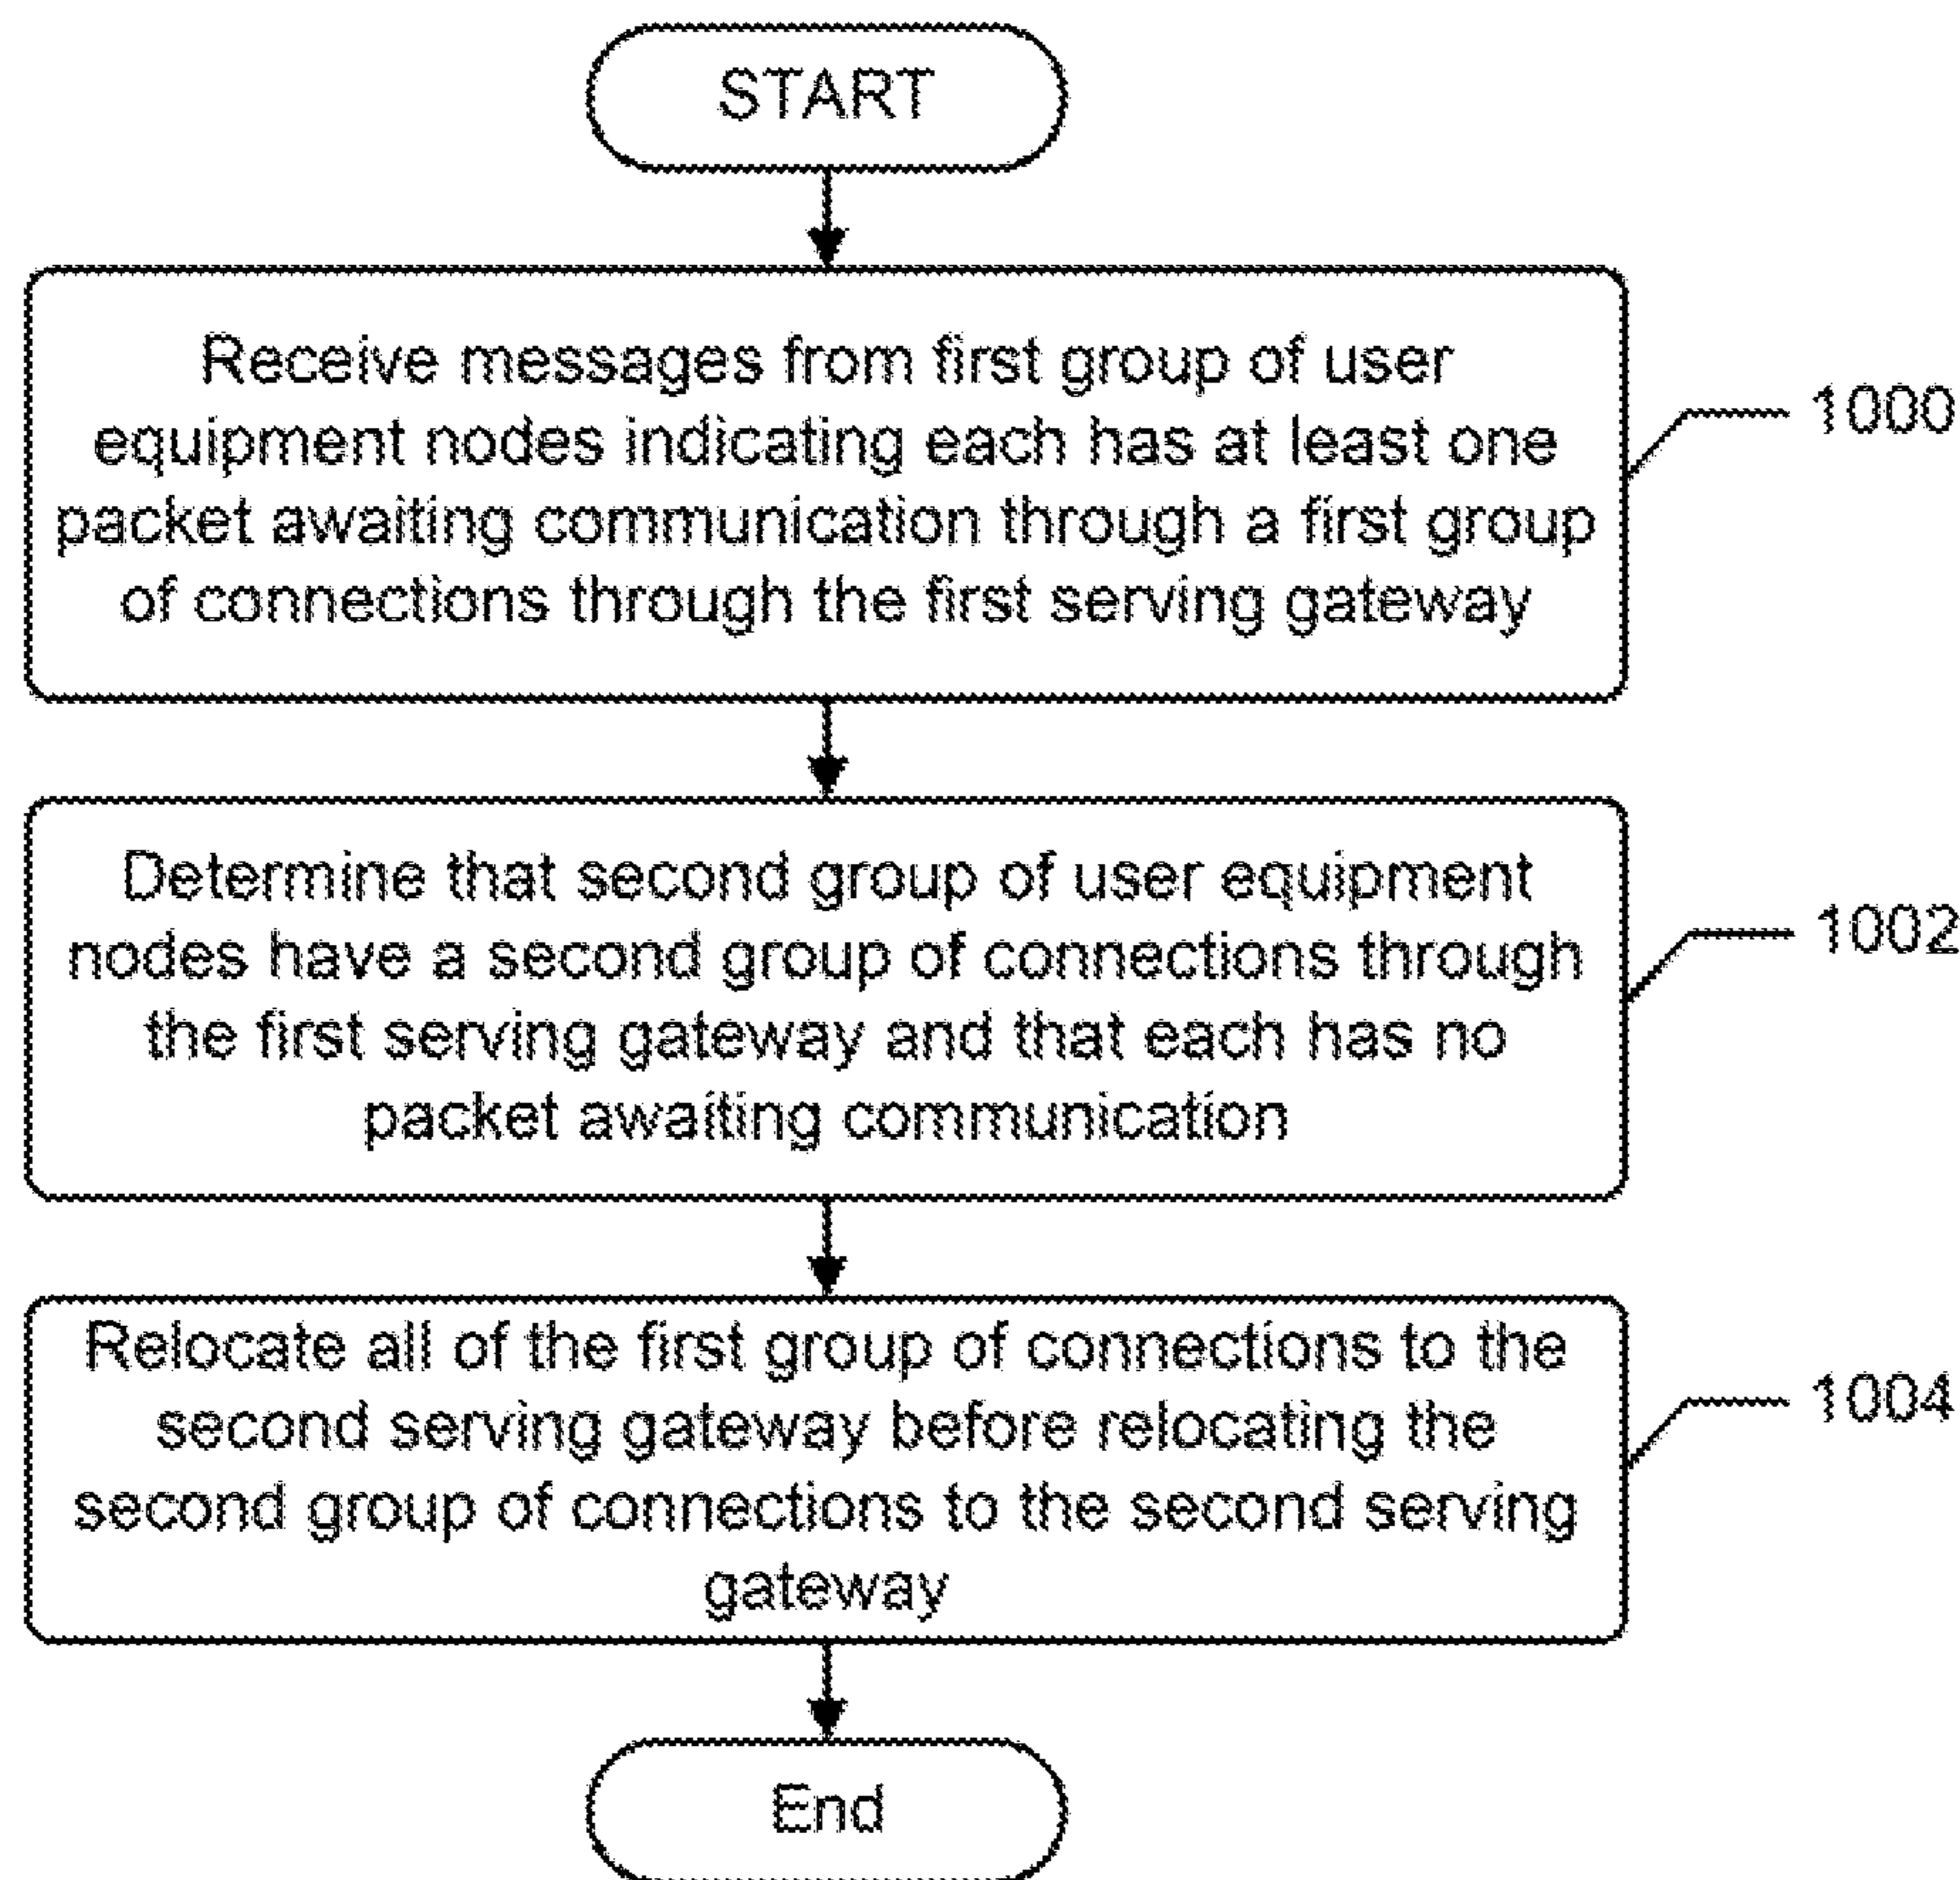 START
Receive messages from first group of user
equipment nodes indicating each has at least one
packet awaiting communication through a first group
of connections through the first serving gateway
1000
Determine that second group of user equipment
nodes have a second group of connections through
the first serving gateway and that each has no
packet awaiting communication
1002
Relocate all of the first group of connections to the
second serving gateway before relocating the
second group of connections to the second serving
gateway
1004
End